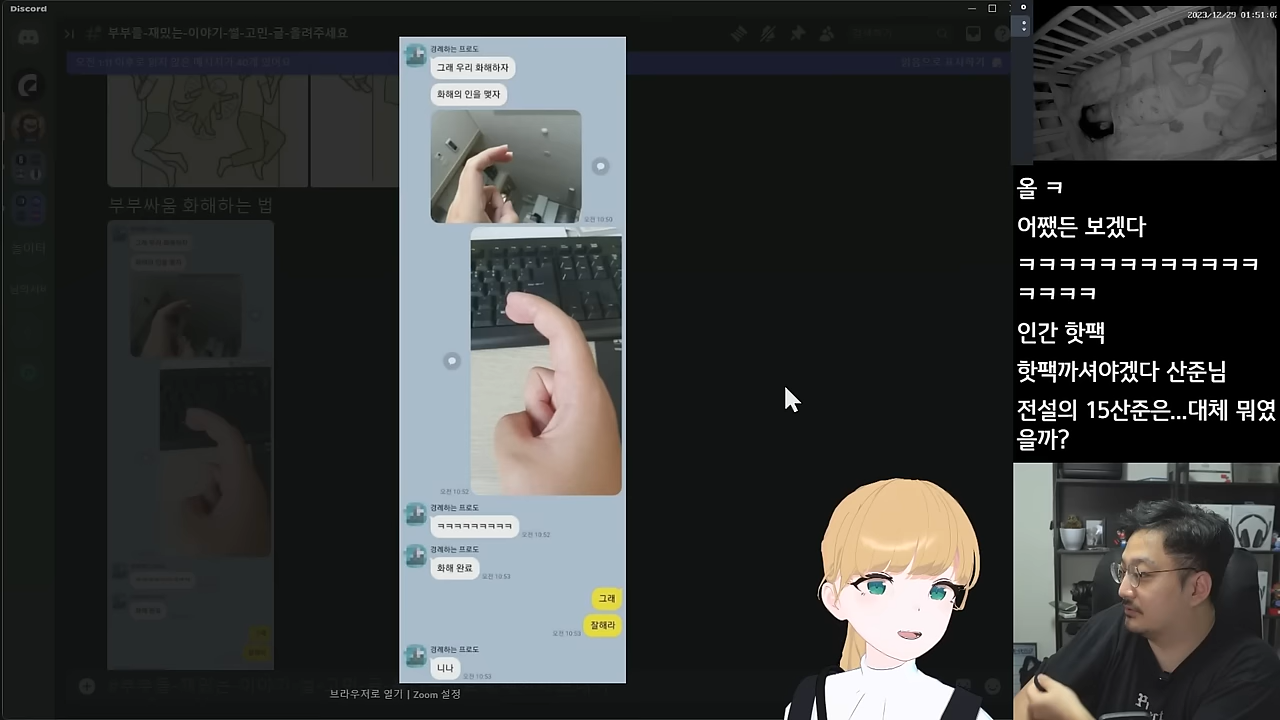 Discord
부부를-재밌는-이야기-썰-고민-글-올려주세요
부부싸움 화해하는 법
경례하는 프로도
그래 우리 화해하자
화해의 인을 맺자
오전 10:50
오전 10:52
경례하는 프로도
ㅋㅋㅋㅋㅋㅋㅋㅋㅋ
오전 10:52
경례하는 프로도
화해 완료
오전 10:53
그래
잘해라
오전 10:53
경례하는 프로도
니나
오전 10:53
브라우저로 열기 | Zoom 설정
2023/12/29 01:51:02
올 ㅋ
어쨌든 보겠다
ㅋㅋㅋㅋㅋㅋㅋㅋㅋㅋㅋㅋ
ㅋㅋㅋㅋ
인간 핫팩
핫팩까셔야겠다 산준님
전설의 15산준은...대체 뭐였
을까?